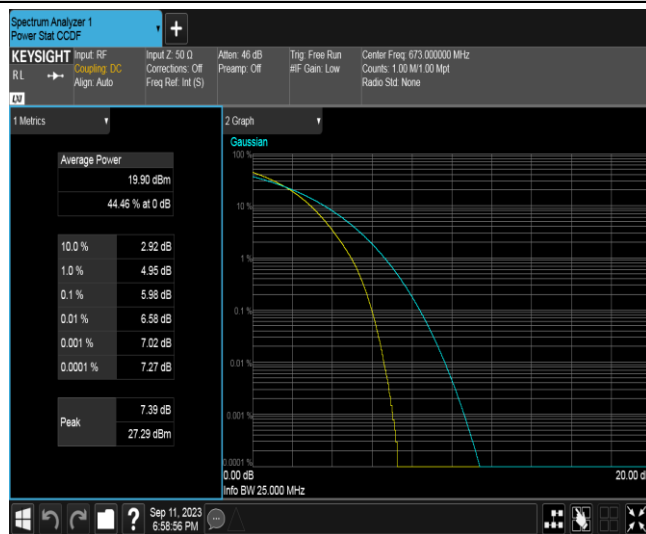 Spectrum Analyzer 1
Power Stat CCDF
+
KEYSIGHT
RL
LXI
Input: RF
Coupling: DC
Align: Auto
Input Z: 50 Ω
Corrections: Off
Freq Ref: Int (S)
Atten: 46 dB
Preamp: Off
Trig: Free Run
#IF Gain: Low
Center Freq: 673.000000 MHz
Counts: 1.00 M/1.00 Mpt
Radio Std: None
1 Metrics
Average Power
19.90 dBm
44.46 % at 0 dB
10.0 % 2.92 dB
1.0 % 4.95 dB
0.1 % 5.98 dB
0.01 % 6.58 dB
0.001 % 7.02 dB
0.0001 % 7.27 dB
Peak
7.39 dB
27.29 dBm
2 Graph
Gaussian
100 %
10 %
1 %
0.1 %
0.01 %
0.001 %
0.0001 %
0.00 dB
20.00 d
Info BW 25.000 MHz
?
Sep 11, 2023
6:58:56 PM